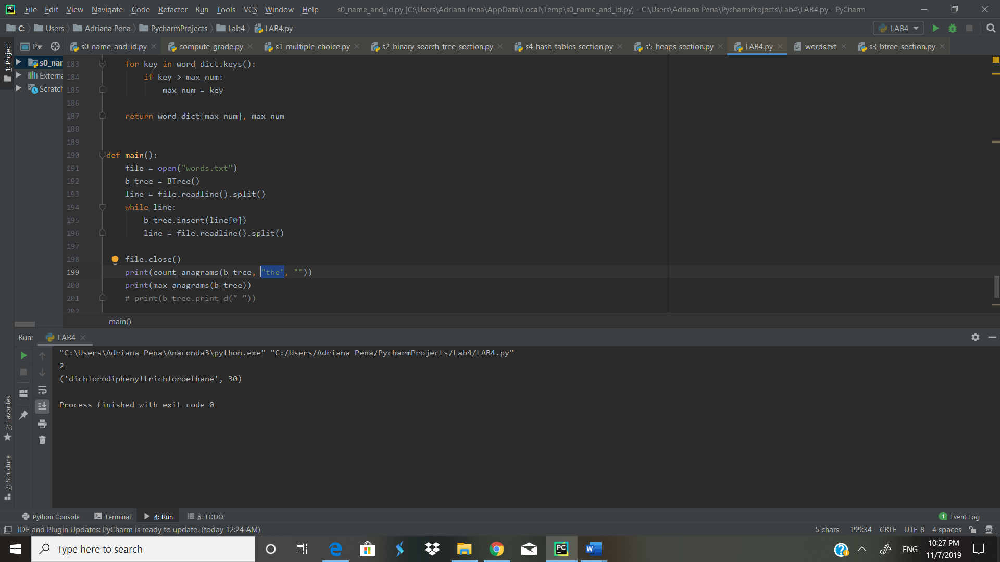 File Edit View Navigate Code Refactor Run Tools VCS Window Help s0_name_and_id.py [C:\Users\Adriana Pena\AppData\Local\Temp\s0_name_and_id.py] - C:\Users\Adriana Pena\PycharmProjects\Lab4\LAB4.py - PyCharm
C: Users Adriana Pena PycharmProjects Lab4 LAB4.py LAB4
P... s0_name_and_id.py compute_grade.py s1_multiple_choice.py s2_binary_search_tree_section.py s4_hash_tables_section.py s5_heaps_section.py LAB4.py words.txt s3_btree_section.py
1: Project
s0_nar
Externa
Scratch
183 for key in word_dict.keys():
184 if key > max_num:
185 max_num = key
186
187 return word_dict[max_num], max_num
188
189
190 def main():
191 file = open("words.txt")
192 b_tree = BTree()
193 line = file.readline().split()
194 while line:
195 b_tree.insert(line[0])
196 line = file.readline().split()
197
198 file.close()
199 print(count_anagrams(b_tree, "the", ""))
200 print(max_anagrams(b_tree))
201 # print(b_tree.print_d(" "))
202
main()
Run: LAB4
"C:\Users\Adriana Pena\Anaconda3\python.exe" "C:/Users/Adriana Pena/PycharmProjects/Lab4/LAB4.py"
2
('dichlorodiphenyltrichloroethane', 30)
Process finished with exit code 0
2: Favorites
7: Structure
Python Console Terminal 4: Run 6: TODO 1 Event Log
IDE and Plugin Updates: PyCharm is ready to update. (today 12:24 AM) 5 chars 199:34 CRLF UTF-8 4 spaces
Type here to search
ENG
10:27 PM
11/7/2019